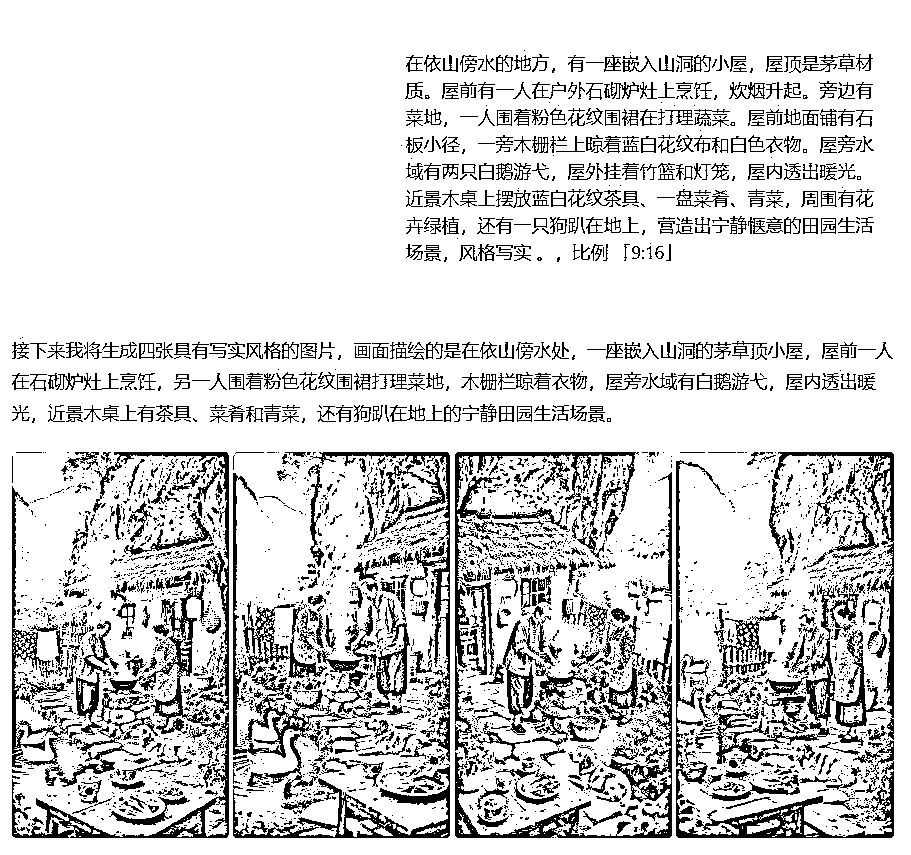 在依山傍水的地方，有一座嵌入山洞的小屋，屋顶是茅草材
质。屋前有一人在户外石砌炉灶上烹饪，炊烟升起。旁边有
菜地，一人围着粉色花纹围裙在打理蔬菜。屋前地面铺有石
板小径，一旁木栅栏上晾着蓝白花纹布和白色衣物。屋旁水
域有两只白鹅游弋，屋外挂着竹篮和灯笼，屋内透出暖光。
近景木桌上摆放蓝白花纹茶具、一盘菜肴、青菜，周围有花
卉绿植，还有一只狗趴在地上，营造出宁静惬意的田园生活
场景，风格写实 。，比例 「9:16」
接下来我将生成四张具有写实风格的图片，画面描绘的是在依山傍水处，一座嵌入山洞的茅草顶小屋，屋前一人
在石砌炉灶上烹饪，另一人围着粉色花纹围裙打理菜地，木栅栏晾着衣物，屋旁水域有白鹅游弋，屋内透出暖
光，近景木桌上有茶具、菜肴和青菜，还有狗趴在地上的宁静田园生活场景。